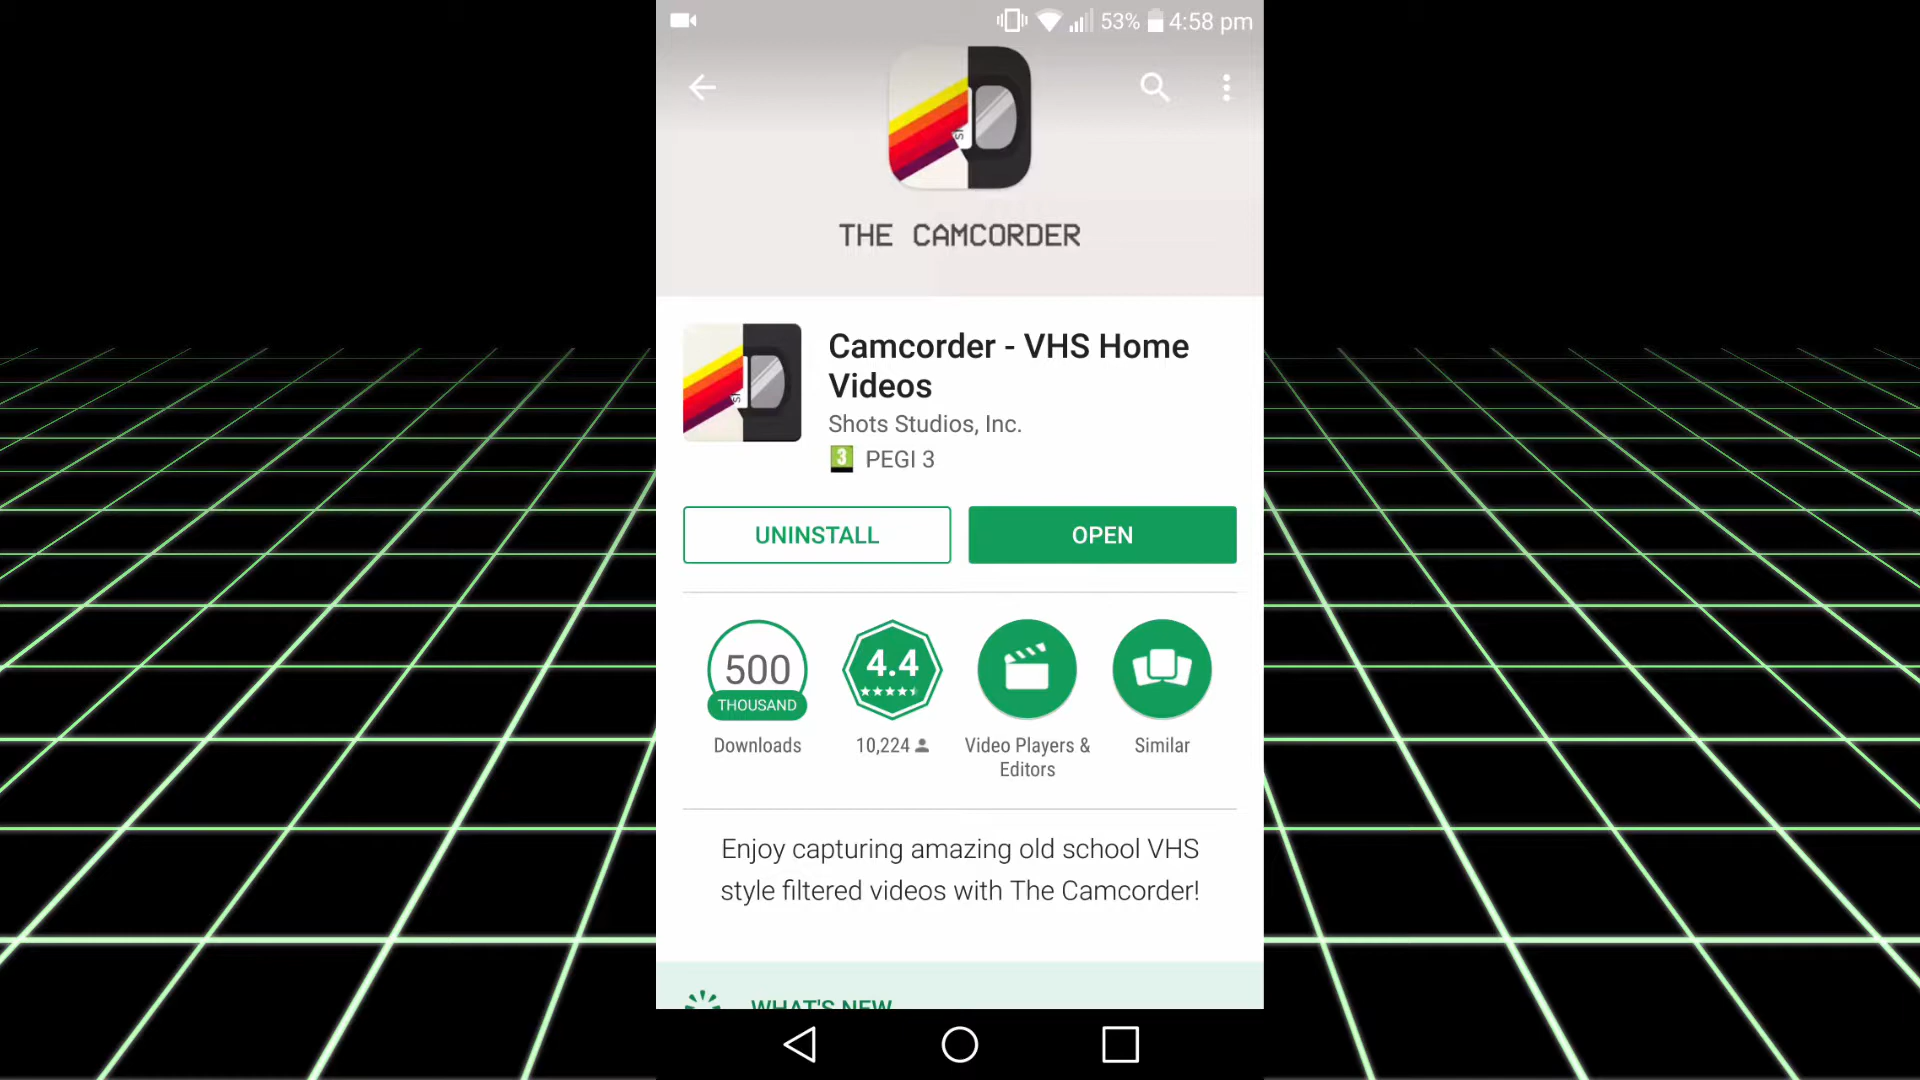 53% 4:58 pm
THE CAMCORDER
Camcorder - VHS Home
Videos
Shots Studios, Inc.
3 PEGI 3
UNINSTALL
OPEN
500
THOUSAND
Downloads
4.4
10,224
Video Players &
Editors
Similar
Enjoy capturing amazing old school VHS
style filtered videos with The Camcorder!
WHAT'S NEW